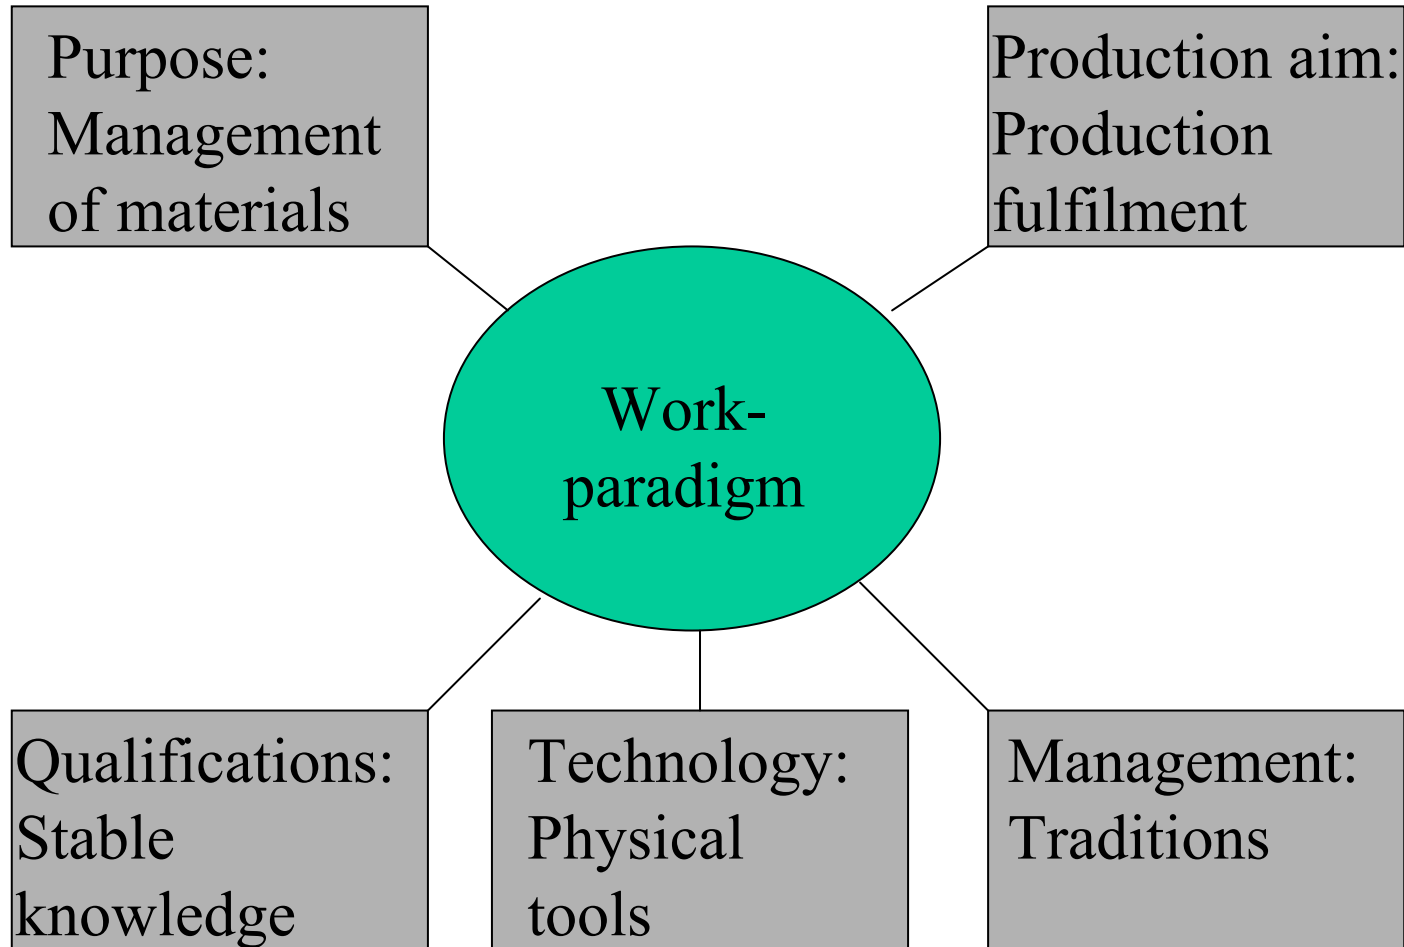 Purpose:
Management
of materials
Production aim:
Production
fulfilment
Work-
paradigm
Qualifications:
Stable
knowledge
Technology:
Physical
tools
Management:
Traditions